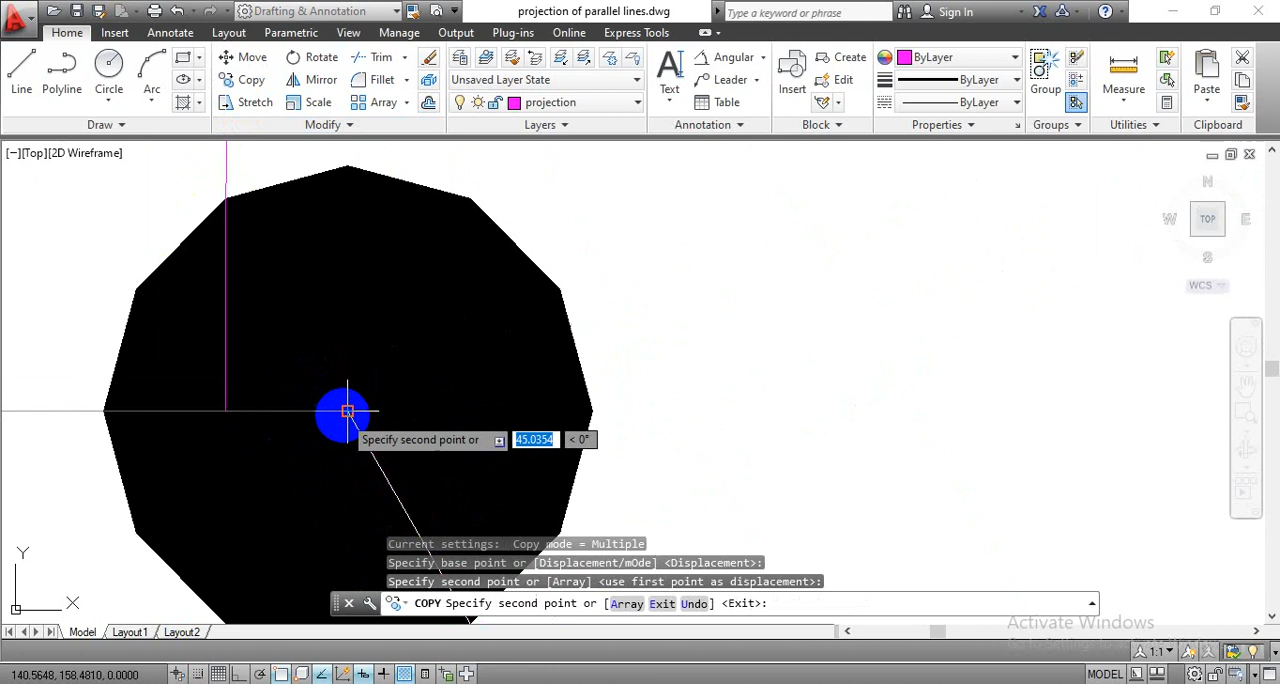 Drafting & Annotation projection of parallel lines.dwg Type a keyword or phrase Sign In
Home Insert Annotate Layout Parametric View Manage Output Plug-ins Online Express Tools
Line Polyline Circle Arc
Move Rotate Trim
Copy Mirror Fillet
Stretch Scale Array
Unsaved Layer State
projection
Text Angular Leader Table
Insert Create Edit
ByLayer
ByLayer
ByLayer
Group Measure Paste
Draw Modify Layers Annotation Block Properties Groups Utilities Clipboard
[−][Top][2D Wireframe]
N
W TOP E
S
WCS
Specify second point or 45.0354 < 0°
Current settings: Copy mode = Multiple
Specify base point or [Displacement/mOde] <Displacement>:
Specify second point or [Array] <use first point as displacement>:
COPY Specify second point or [Array Exit Undo] <Exit>:
Y
X
Activate Windows
Go to Settings to activate Windows.
Model Layout1 Layout2
1:1
140.5648, 158.4810, 0.0000 MODEL